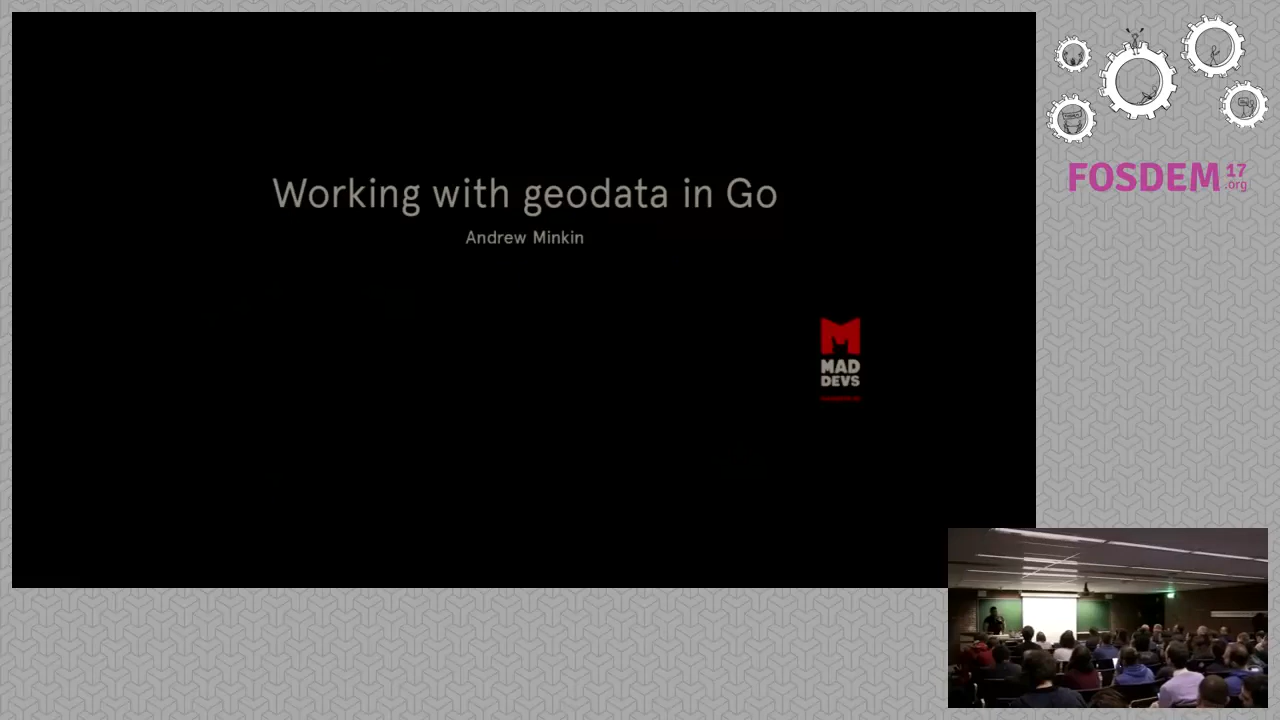 Working with geodata in Go
Andrew Minkin
MAD
DEVS
FOSDEM 17
.org